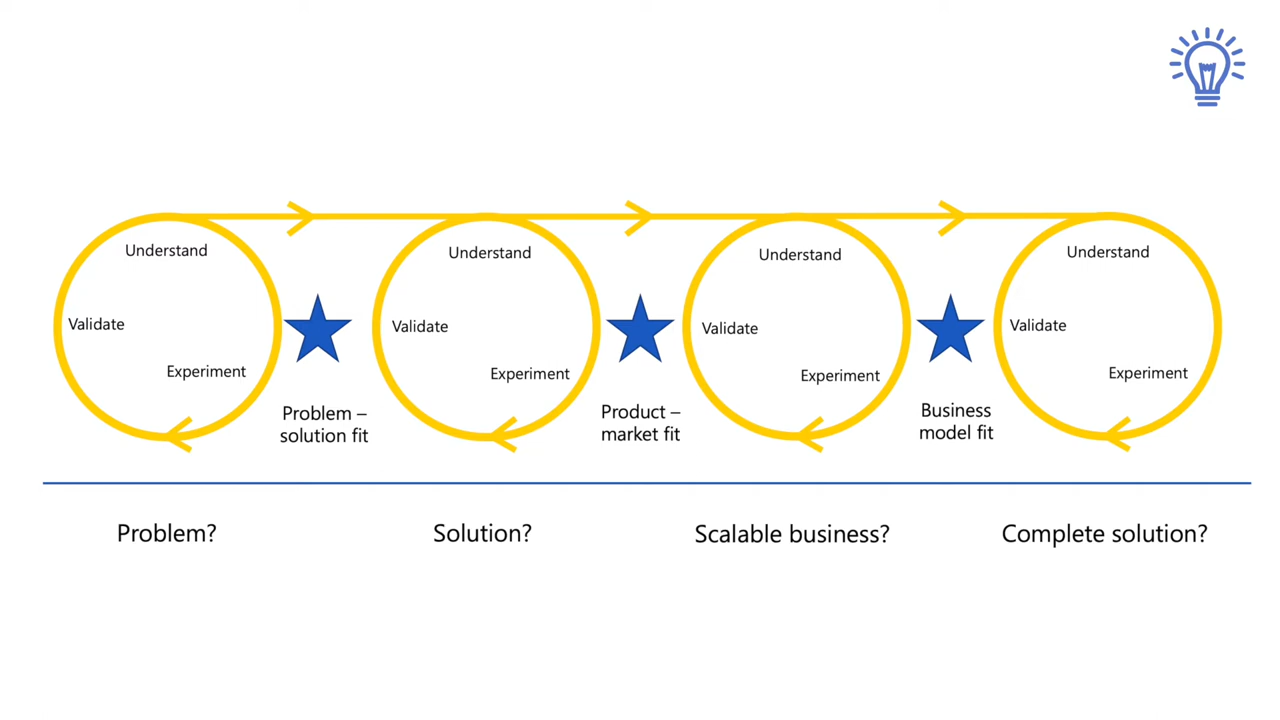 Understand
Validate
Experiment
Problem –
solution fit
Understand
Validate
Experiment
Product –
market fit
Understand
Validate
Experiment
Business
model fit
Understand
Validate
Experiment
Problem?
Solution?
Scalable business?
Complete solution?